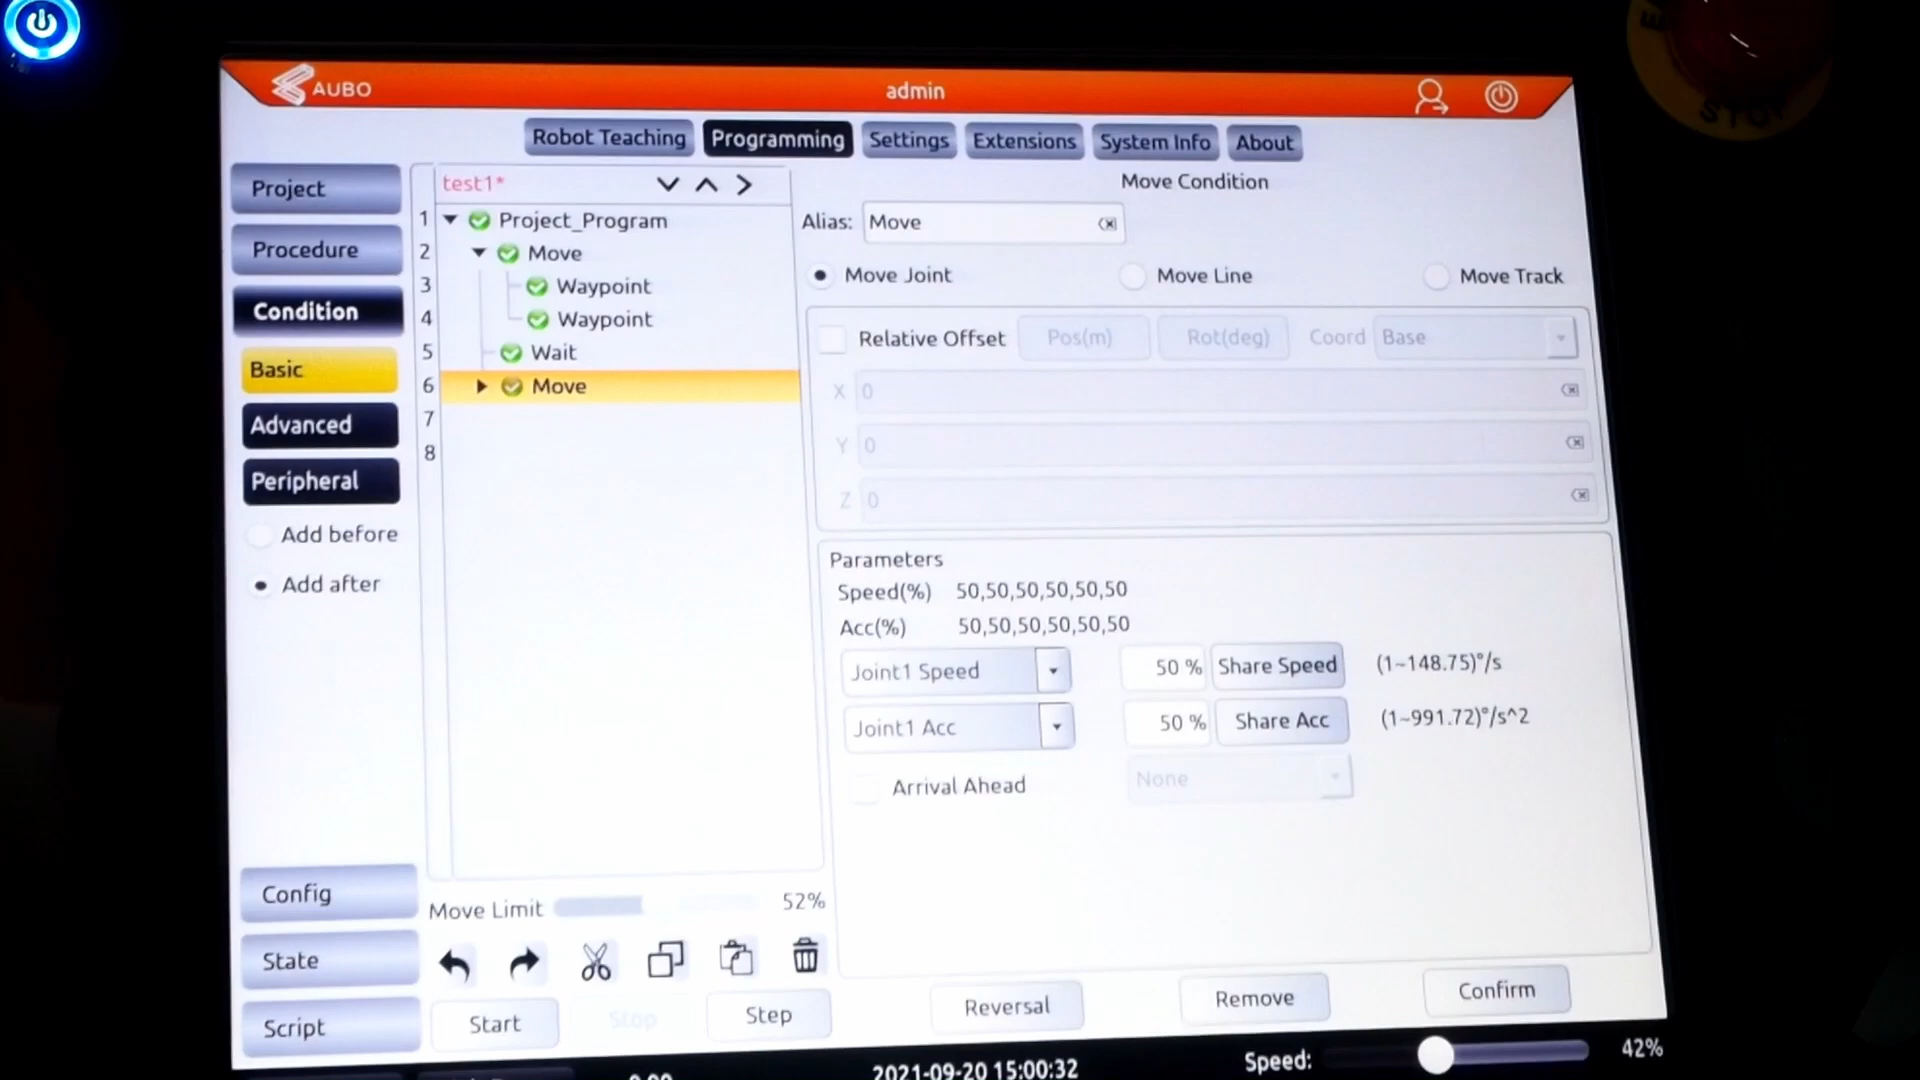 AUBO
admin
Robot Teaching Programming Settings Extensions System Info About
Project
Procedure
Condition
Basic
Advanced
Peripheral
Add before
Add after
Config
State
Script
test1*
1 Project_Program
2 Move
3 Waypoint
4 Waypoint
5 Wait
6 Move
7
8
Move Limit 52%
Start Stop Step
Move Condition
Alias: Move
Move Joint Move Line Move Track
Relative Offset Pos(m) Rot(deg) Coord Base
X 0
Y 0
Z 0
Parameters
Speed(%) 50,50,50,50,50,50
Acc(%) 50,50,50,50,50,50
Joint1 Speed 50 % Share Speed (1~148.75)°/s
Joint1 Acc 50 % Share Acc (1~991.72)°/s^2
Arrival Ahead None
Reversal Remove Confirm
2021-09-20 15:00:32 Speed: 42%
STOP